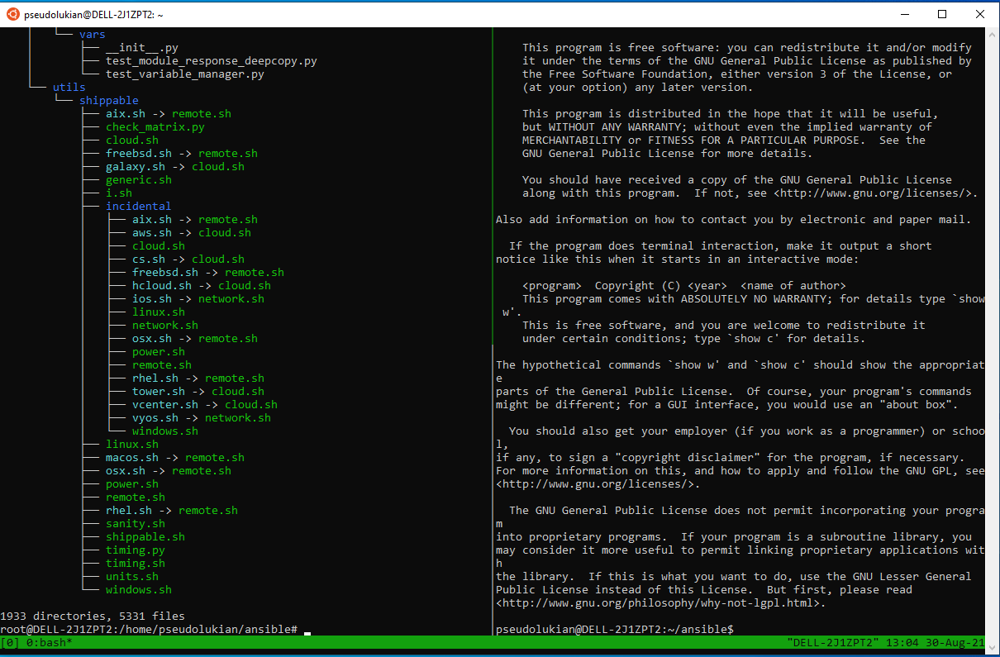 pseudolukian@DELL-2J1ZPT2: ~
└── vars
├── __init__.py
├── test_module_response_deepcopy.py
└── test_variable_manager.py
└── utils
└── shippable
├── aix.sh -> remote.sh
├── check_matrix.py
├── cloud.sh
├── freebsd.sh -> remote.sh
├── galaxy.sh -> cloud.sh
├── generic.sh
├── i.sh
├── incidental
│   ├── aix.sh -> remote.sh
│   ├── aws.sh -> cloud.sh
│   ├── cloud.sh
│   ├── cs.sh -> cloud.sh
│   ├── freebsd.sh -> remote.sh
│   ├── hcloud.sh -> cloud.sh
│   ├── ios.sh -> network.sh
│   ├── linux.sh
│   ├── network.sh
│   ├── osx.sh -> remote.sh
│   ├── power.sh
│   ├── remote.sh
│   ├── rhel.sh -> remote.sh
│   ├── tower.sh -> cloud.sh
│   ├── vcenter.sh -> cloud.sh
│   ├── vyos.sh -> network.sh
│   └── windows.sh
├── linux.sh
├── macos.sh -> remote.sh
├── osx.sh -> remote.sh
├── power.sh
├── remote.sh
├── rhel.sh -> remote.sh
├── sanity.sh
├── shippable.sh
├── timing.py
├── timing.sh
├── units.sh
└── windows.sh
1933 directories, 5331 files
root@DELL-2J1ZPT2:/home/pseudolukian/ansible#
This program is free software: you can redistribute it and/or modify
it under the terms of the GNU General Public License as published by
the Free Software Foundation, either version 3 of the License, or
(at your option) any later version.
This program is distributed in the hope that it will be useful,
but WITHOUT ANY WARRANTY; without even the implied warranty of
MERCHANTABILITY or FITNESS FOR A PARTICULAR PURPOSE.  See the
GNU General Public License for more details.
You should have received a copy of the GNU General Public License
along with this program.  If not, see <http://www.gnu.org/licenses/>.
Also add information on how to contact you by electronic and paper mail.
If the program does terminal interaction, make it output a short
notice like this when it starts in an interactive mode:
<program>  Copyright (C) <year>  <name of author>
This program comes with ABSOLUTELY NO WARRANTY; for details type `show
w'.
This is free software, and you are welcome to redistribute it
under certain conditions; type `show c' for details.
The hypothetical commands `show w' and `show c' should show the appropriat
e
parts of the General Public License.  Of course, your program's commands
might be different; for a GUI interface, you would use an "about box".
You should also get your employer (if you work as a programmer) or schoo
l,
if any, to sign a "copyright disclaimer" for the program, if necessary.
For more information on this, and how to apply and follow the GNU GPL, see
<http://www.gnu.org/licenses/>.
The GNU General Public License does not permit incorporating your progra
m
into proprietary programs.  If your program is a subroutine library, you
may consider it more useful to permit linking proprietary applications wit
h
the library.  If this is what you want to do, use the GNU Lesser General
Public License instead of this License.  But first, please read
<http://www.gnu.org/philosophy/why-not-lgpl.html>.
pseudolukian@DELL-2J1ZPT2:~/ansible$
[0] 0:bash* "DELL-2J1ZPT2" 13:04 30-Aug-21